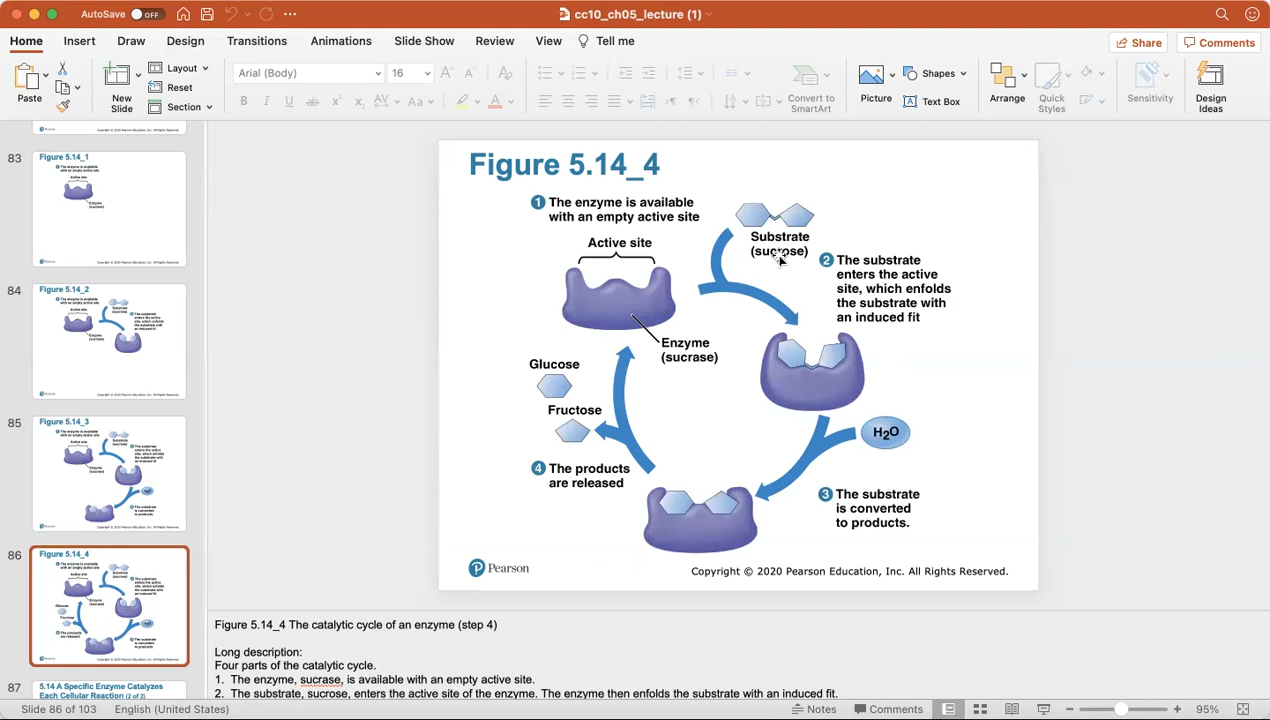 AutoSave OFF
cc10_ch05_lecture (1)
Home Insert Draw Design Transitions Animations Slide Show Review View Tell me
Share Comments
Paste
New
Slide
Layout
Reset
Section
Arial (Body) 16
Convert to
SmartArt
Picture
Shapes
Text Box
Arrange
Quick
Styles
Sensitivity
Design
Ideas
83
Figure 5.14_1
84
Figure 5.14_2
85
Figure 5.14_3
86
Figure 5.14_4
87
5.14 A Specific Enzyme Catalyzes
Each Cellular Reaction (2 of 2)
Figure 5.14_4
1 The enzyme is available
with an empty active site
Active site
Substrate
(sucrose)
2 The substrate
enters the active
site, which enfolds
the substrate with
an induced fit
Enzyme
(sucrase)
Glucose
Fructose
H2O
4 The products
are released
3 The substrate
is converted
to products.
Pearson
Copyright © 2020 Pearson Education, Inc. All Rights Reserved.
Figure 5.14_4 The catalytic cycle of an enzyme (step 4)
Long description:
Four parts of the catalytic cycle.
1. The enzyme, sucrase, is available with an empty active site.
2. The substrate, sucrose, enters the active site of the enzyme. The enzyme then enfolds the substrate with an induced fit.
Slide 86 of 103 English (United States) Notes Comments 95%